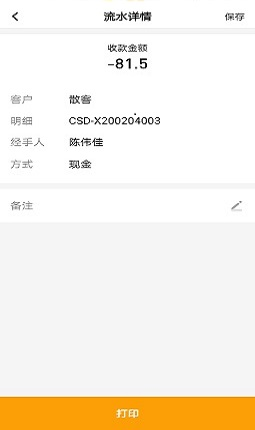 流水详情 保存
收款金额
-81.5
客户 散客
明细 CSD-X200204003
经手人 陈伟佳
方式 现金
备注
打印